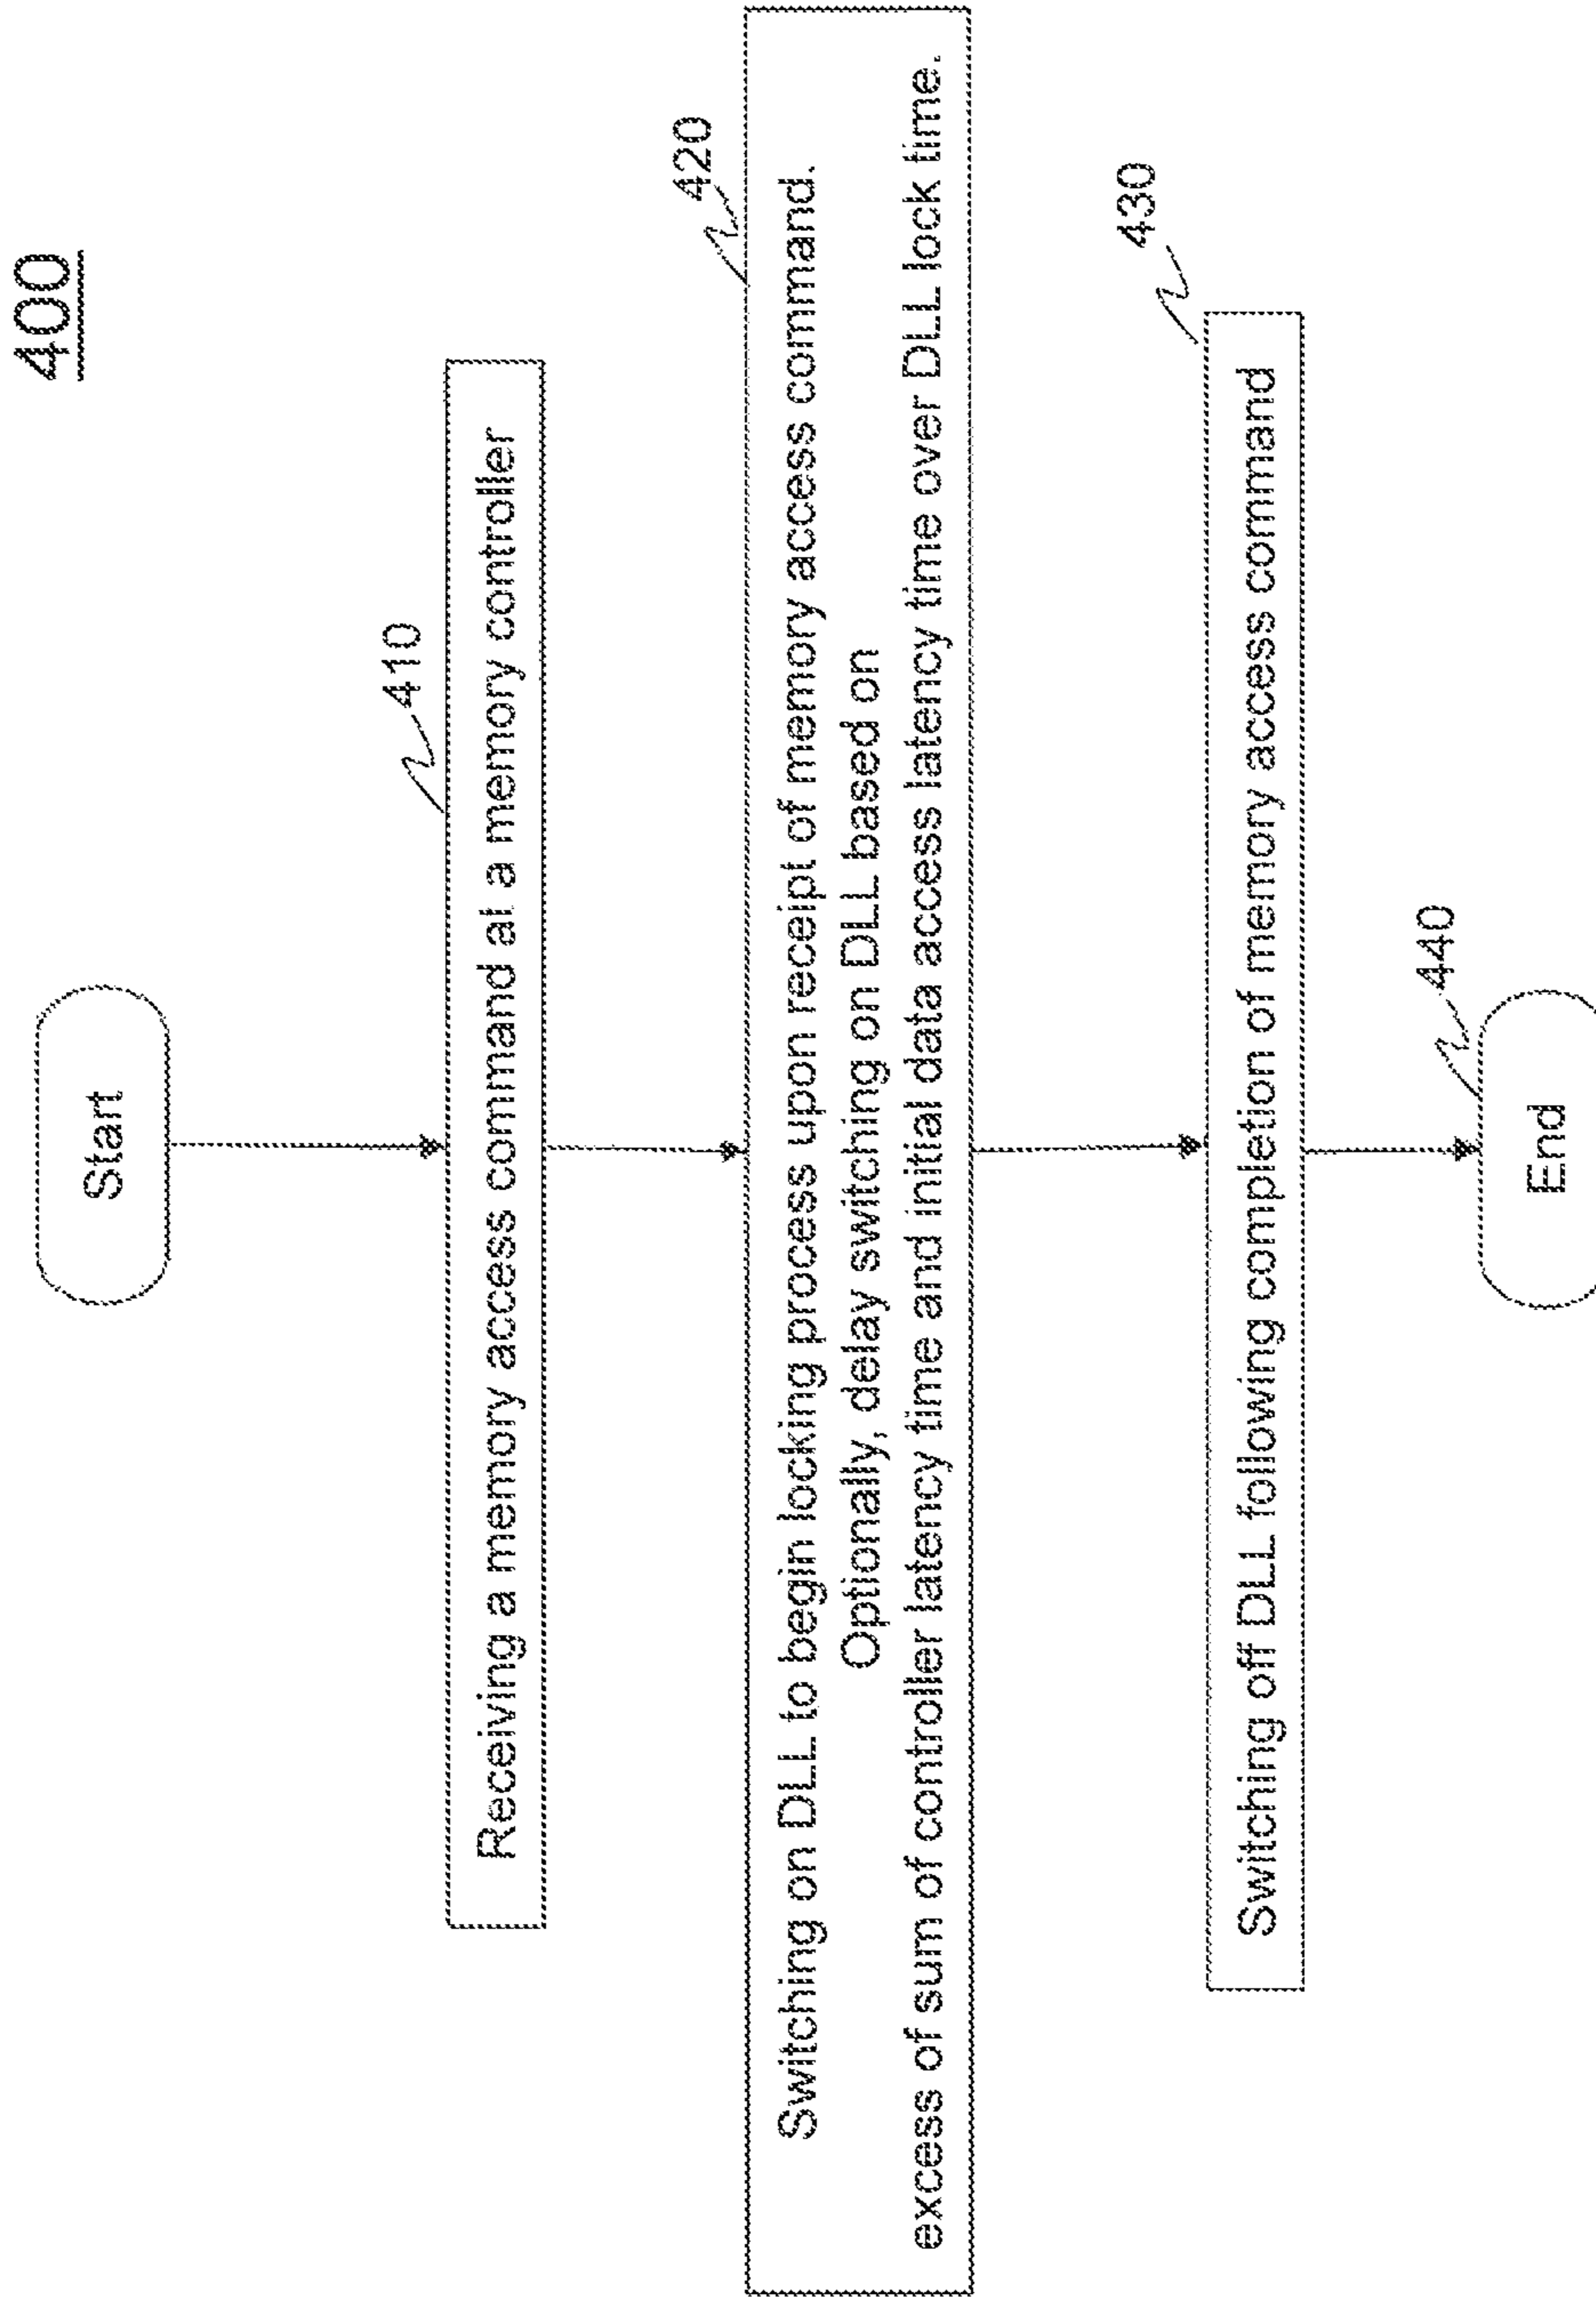 400
Start
410
Receiving a memory access command at a memory controller
420
Switching on DLL to begin locking process upon receipt of memory access command.
Optionally, delay switching on DLL based on
excess of sum of controller latency time and initial data access latency time over DLL lock time.
430
Switching off DLL following completion of memory access command
440
End